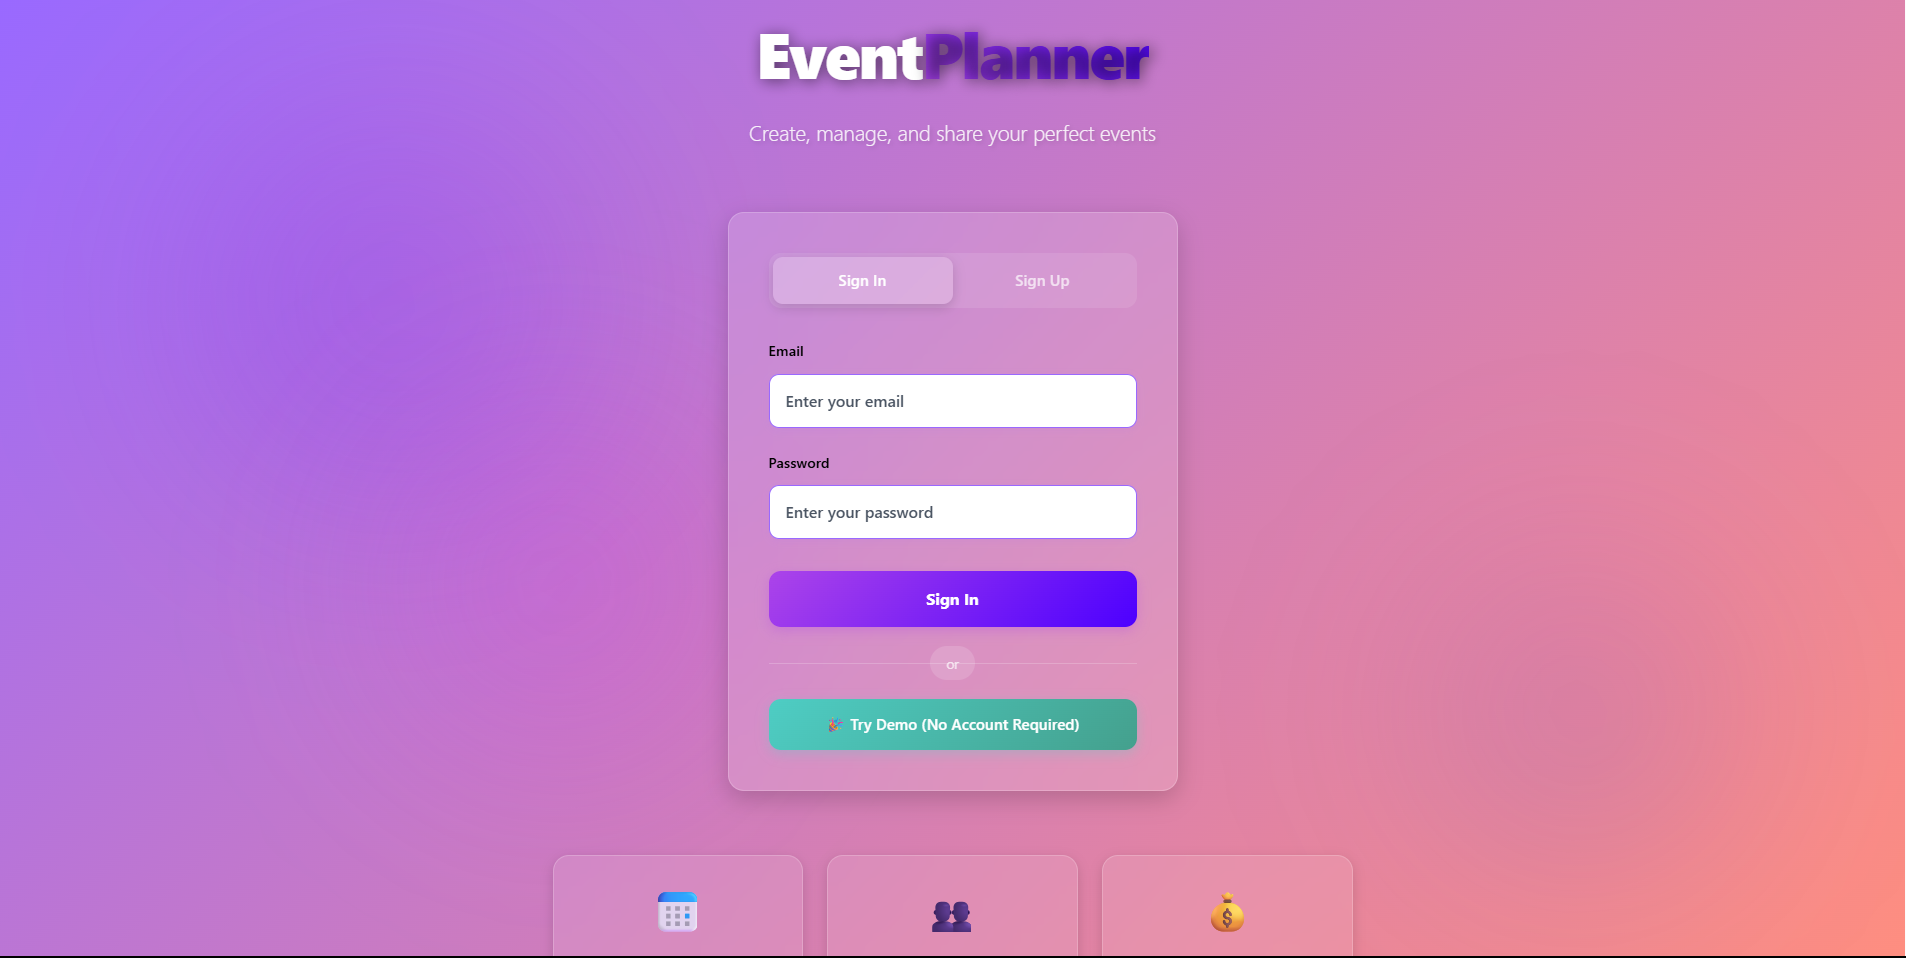 EventPlanner
Create, manage, and share your perfect events
Sign In
Sign Up
Email
Enter your email
Password
Enter your password
Sign In
or
🎉 Try Demo (No Account Required)